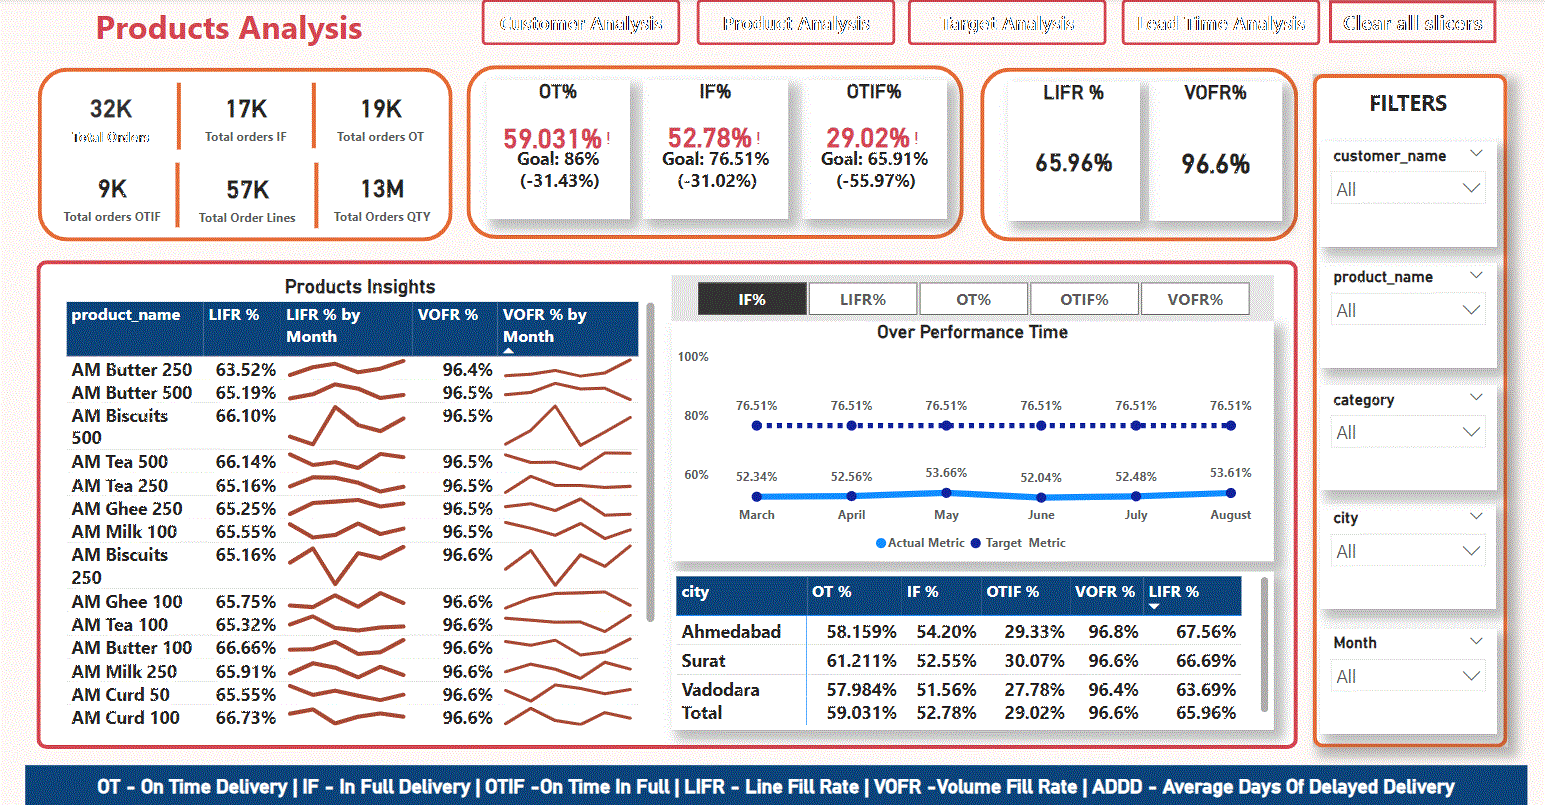 Products Analysis
Customer Analysis
Product Analysis
Target Analysis
Lead Time Analysis
Clear all slicers
32K
Total Orders
17K
Total orders IF
19K
Total orders OT
9K
Total orders OTIF
57K
Total Order Lines
13M
Total Orders QTY
OT%
59.031% !
Goal: 86%
(-31.43%)
IF%
52.78% !
Goal: 76.51%
(-31.02%)
OTIF%
29.02% !
Goal: 65.91%
(-55.97%)
LIFR %
65.96%
VOFR%
96.6%
FILTERS
customer_name
All
product_name
All
category
All
city
All
Month
All
Products Insights
product_name LIFR % LIFR % by Month VOFR % VOFR % by Month
AM Butter 250 63.52% 96.4%
AM Butter 500 65.19% 96.5%
AM Biscuits 500 66.10% 96.5%
AM Tea 500 66.14% 96.5%
AM Tea 250 65.16% 96.5%
AM Ghee 250 65.25% 96.5%
AM Milk 100 65.55% 96.5%
AM Biscuits 250 65.16% 96.6%
AM Ghee 100 65.75% 96.6%
AM Tea 100 65.32% 96.6%
AM Butter 100 66.66% 96.6%
AM Milk 250 65.91% 96.6%
AM Curd 50 65.55% 96.6%
AM Curd 100 66.73% 96.6%
IF% LIFR% OT% OTIF% VOFR%
Over Performance Time
100%
80%
60%
76.51% 76.51% 76.51% 76.51% 76.51% 76.51%
52.34% 52.56% 53.66% 52.04% 52.48% 53.61%
March April May June July August
Actual Metric Target Metric
city OT % IF % OTIF % VOFR % LIFR %
Ahmedabad 58.159% 54.20% 29.33% 96.8% 67.56%
Surat 61.211% 52.55% 30.07% 96.6% 66.69%
Vadodara 57.984% 51.56% 27.78% 96.4% 63.69%
Total 59.031% 52.78% 29.02% 96.6% 65.96%
OT - On Time Delivery | IF - In Full Delivery | OTIF -On Time In Full | LIFR - Line Fill Rate | VOFR -Volume Fill Rate | ADDD - Average Days Of Delayed Delivery